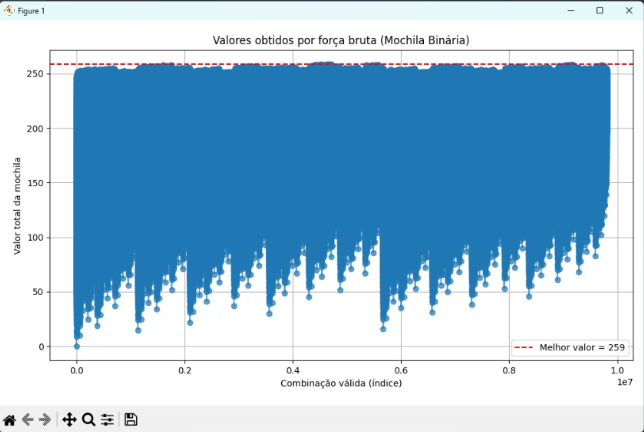 Figure 1
Valores obtidos por força bruta (Mochila Binária)
250
200
150
100
50
0
Valor total da mochila
Melhor valor = 259
0.0 0.2 0.4 0.6 0.8 1.0
1e7
Combinação válida (índice)